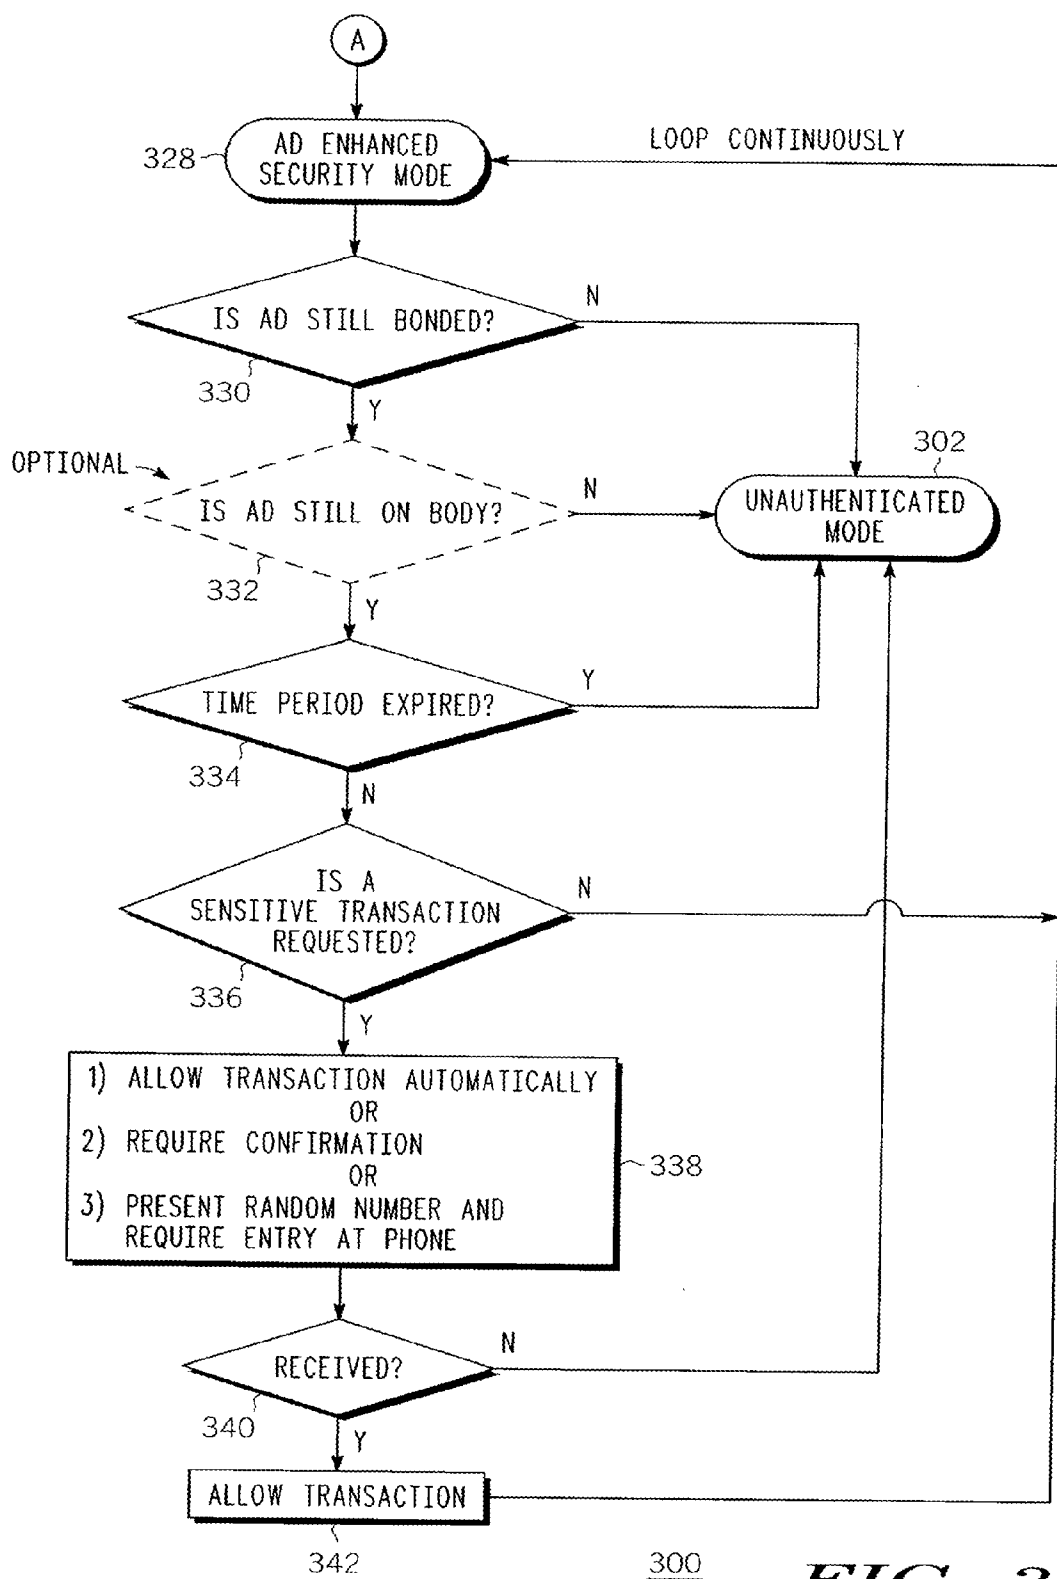 A
AD ENHANCED
SECURITY MODE
328
LOOP CONTINUOUSLY
IS AD STILL BONDED?
N
330
Y
OPTIONAL
IS AD STILL ON BODY?
N
302
UNAUTHENTICATED
MODE
332
Y
TIME PERIOD EXPIRED?
Y
334
N
IS A
SENSITIVE TRANSACTION
REQUESTED?
N
336
Y
1) ALLOW TRANSACTION AUTOMATICALLY
OR
2) REQUIRE CONFIRMATION
OR
3) PRESENT RANDOM NUMBER AND
REQUIRE ENTRY AT PHONE
338
RECEIVED?
N
340
Y
ALLOW TRANSACTION
342
300
FIG. 3